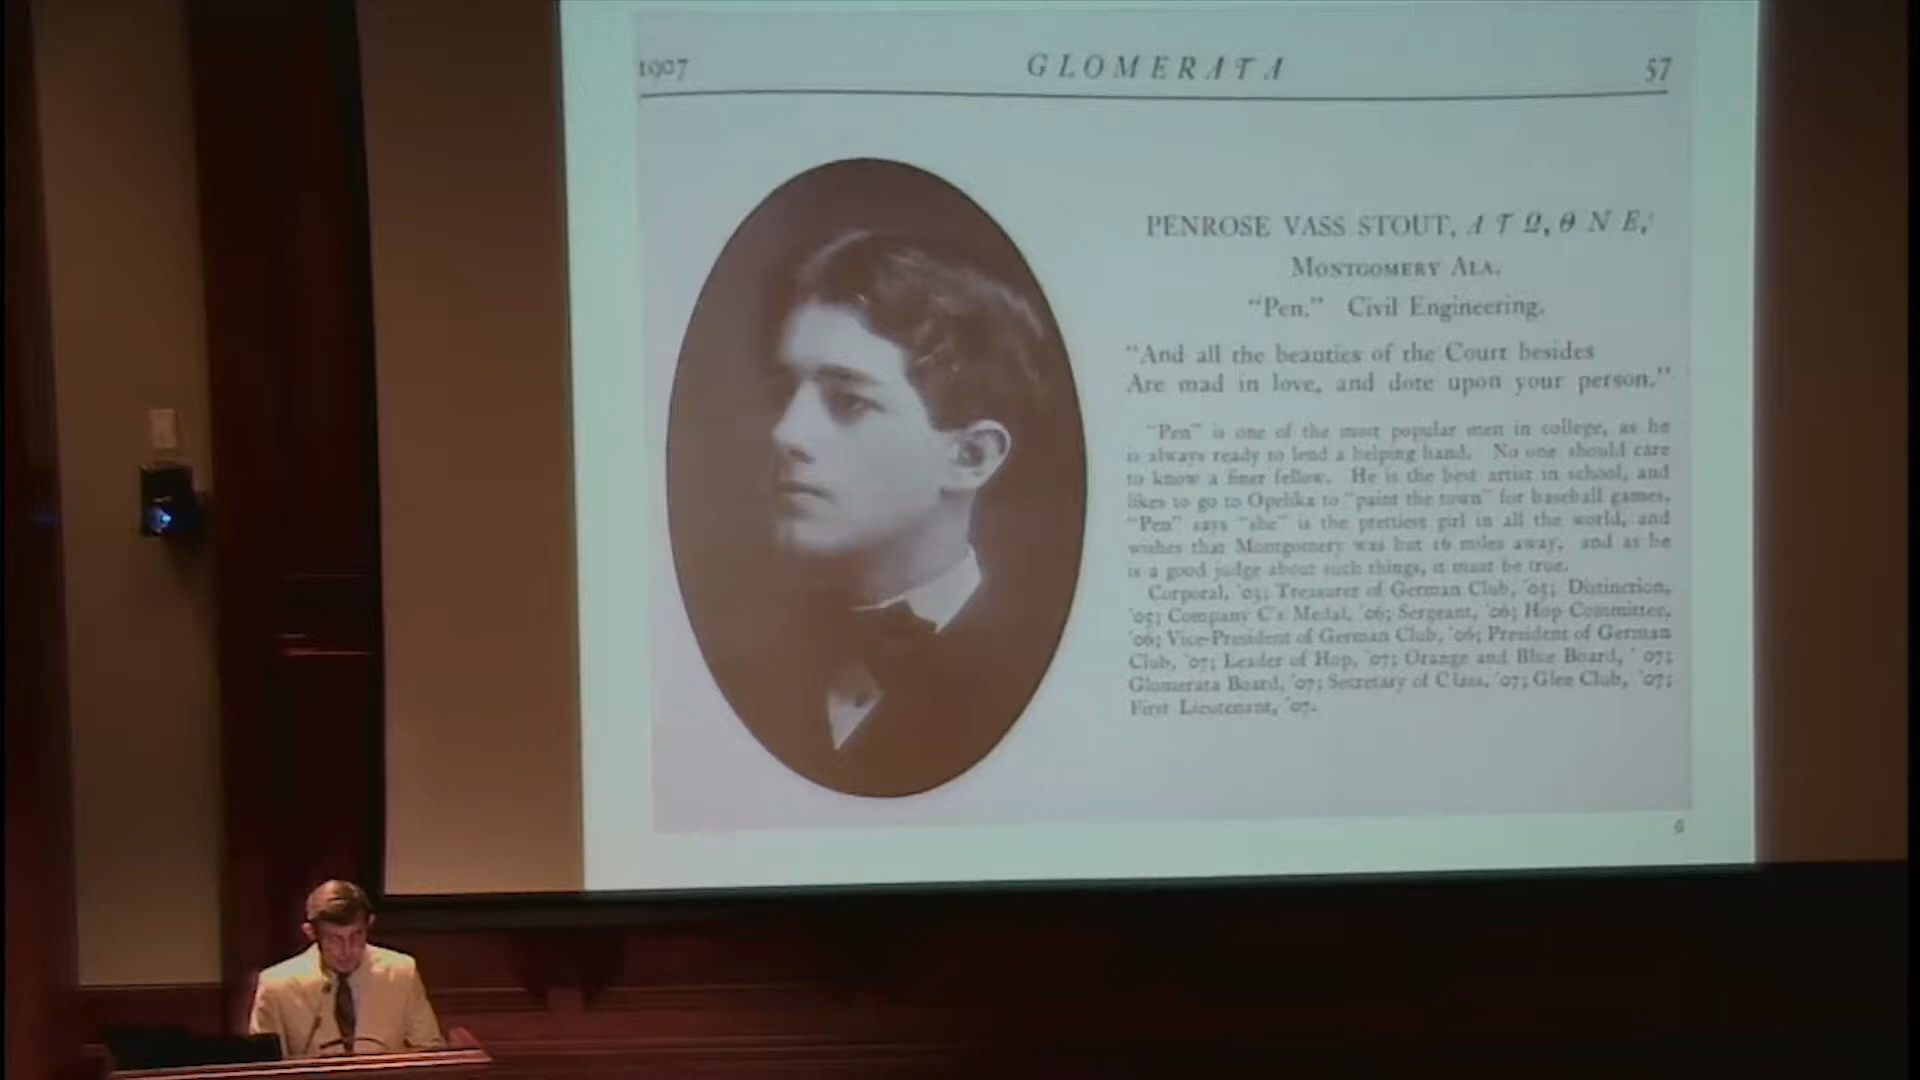 1907 GLOMERATA 57
PENROSE VASS STOUT, Α Τ Ω, Θ Ν Ε,
MONTGOMERY ALA.
"Pen." Civil Engineering.
"And all the beauties of the Court besides
Are mad in love, and dote upon your person."
"Pen" is one of the most popular men in college, as he
is always ready to lend a helping hand. No one should care
to know a finer fellow. He is the best artist in school, and
likes to go to Opelika to "paint the town" for baseball games.
"Pen" says "she" is the prettiest girl in all the world, and
wishes that Montgomery was but 16 miles away, and as he
is a good judge about such things, it must be true.
Corporal, '05; Treasurer of German Club, '05; Distinction,
'05; Company C's Medal, '06; Sergeant, '06; Hop Committee,
'06; Vice-President of German Club, '06; President of German
Club, '07; Leader of Hop, '07; Orange and Blue Board, '07;
Glomerata Board, '07; Secretary of Class, '07; Glee Club, '07;
First Lieutenant, '07.
6